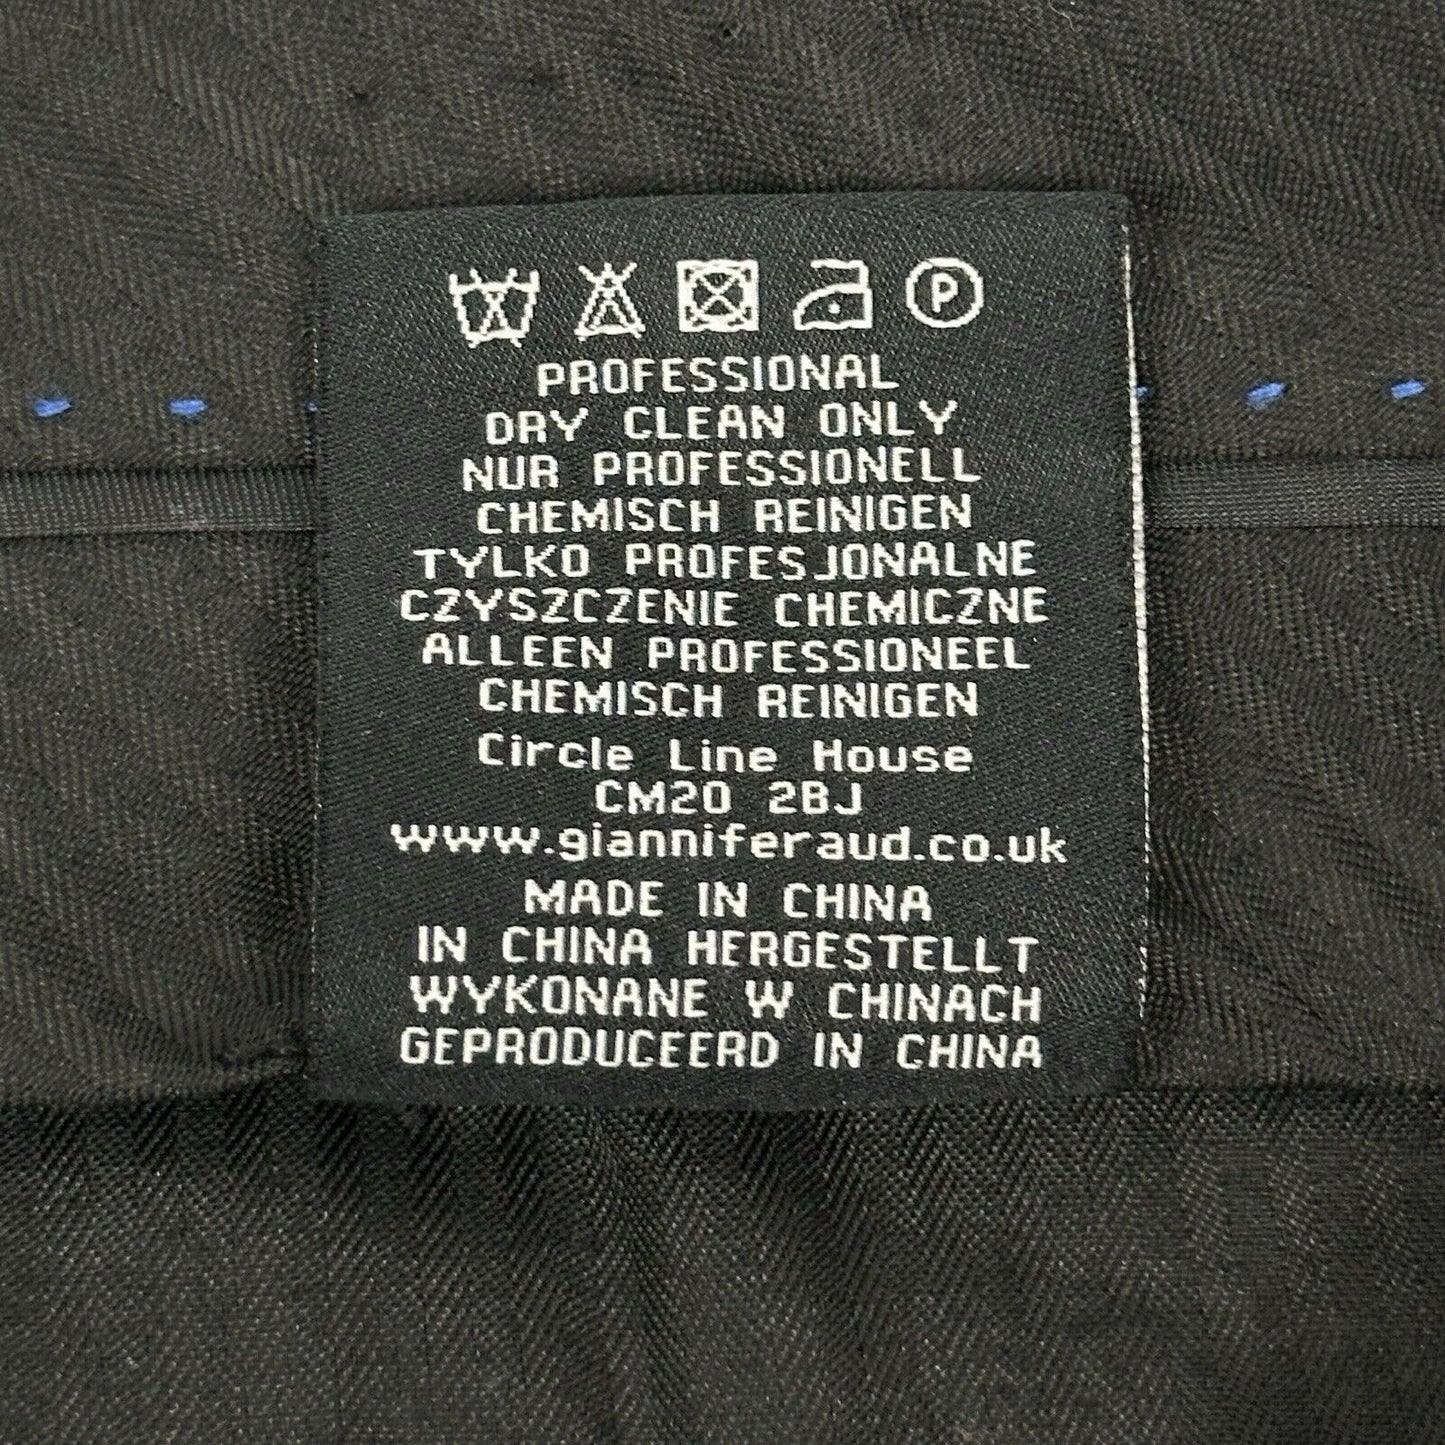 P
PROFESSIONAL
DRY CLEAN ONLY
NUR PROFESSIONELL
CHEMISCH REINIGEN
TYLKO PROFESJONALNE
CZYSZCZENIE CHEMICZNE
ALLEEN PROFESSIONEEL
CHEMISCH REINIGEN
Circle Line House
CM20 2BJ
www.gianniferaud.co.uk
MADE IN CHINA
IN CHINA HERGESTELLT
WYKONANE W CHINACH
GEPRODUCEERD IN CHINA